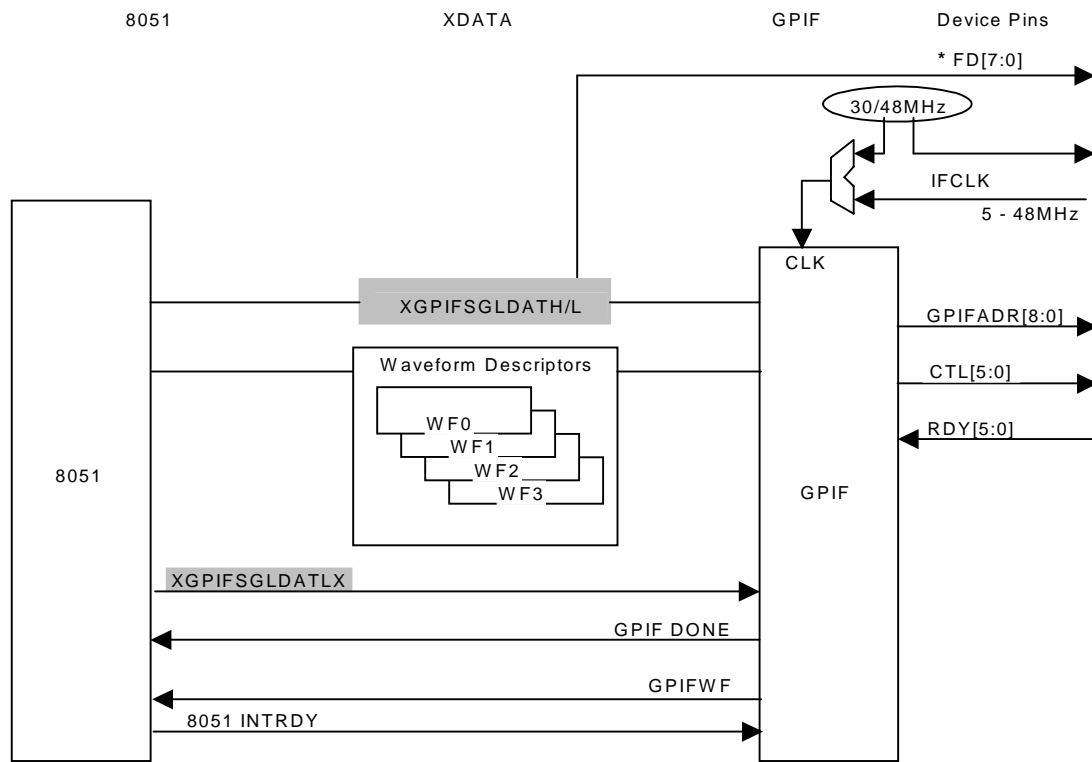 8051 XDATA GPIF Device Pins
* FD[7:0]
30/48MHz
IFCLK
5 - 48MHz
CLK
XGPIFSGLDATH/L
GPIFADR[8:0]
Waveform Descriptors
CTL[5:0]
WF0
RDY[5:0]
WF1
WF2
8051
WF3
GPIF
XGPIFSGLDATLX
GPIF DONE
GPIFWF
8051 INTRDY